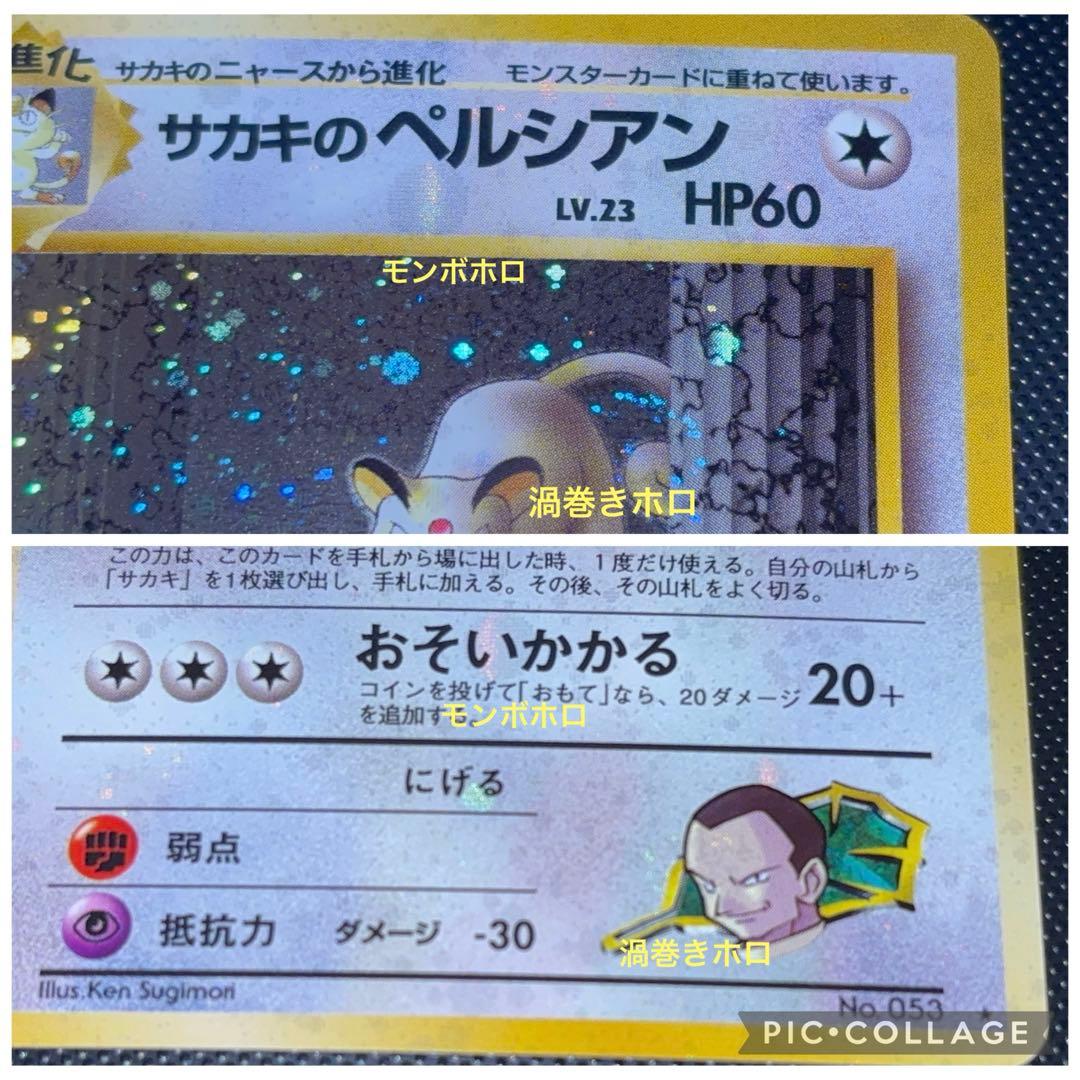 進化 サカキのニャースから進化 モンスターカードに重ねて使います。
サカキのペルシアン
LV.23 HP60
モンボホロ
渦巻きホロ
この力は、このカードを手札から場に出した時、1度だけ使える。自分の山札から
「サカキ」を1枚選び出し、手札に加える。その後、その山札をよく切る。
おそいかかる 20+
コインを投げて「おもて」なら、20ダメージ
を追加す
モンボホロ
にげる
弱点
抵抗力 ダメージ -30
渦巻きホロ
Illus.Ken Sugimori
No.053 ★
PIC•COLLAGE